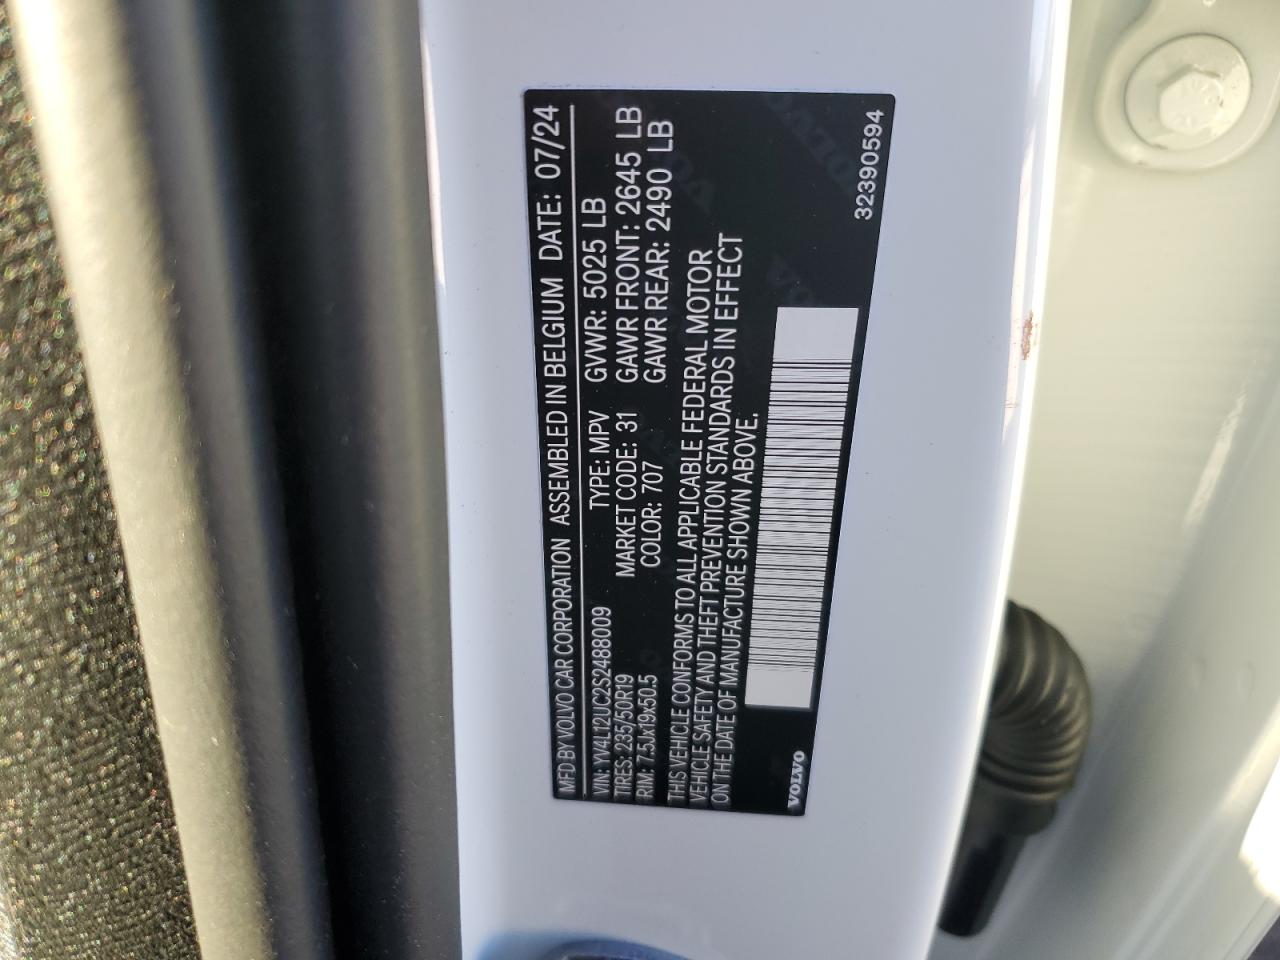 MFD BY VOLVO CAR CORPORATION ASSEMBLED IN BELGIUM DATE: 07/24
VIN: YV4L12UC2S2488009 TYPE: MPV GVWR: 5025 LB
TIRES: 235/50R19 MARKET CODE: 31 GAWR FRONT: 2645 LB
RIM: 7.5Jx19x50.5 COLOR: 707 GAWR REAR: 2490 LB
THIS VEHICLE CONFORMS TO ALL APPLICABLE FEDERAL MOTOR
VEHICLE SAFETY AND THEFT PREVENTION STANDARDS IN EFFECT
ON THE DATE OF MANUFACTURE SHOWN ABOVE.
VOLVO 32390594